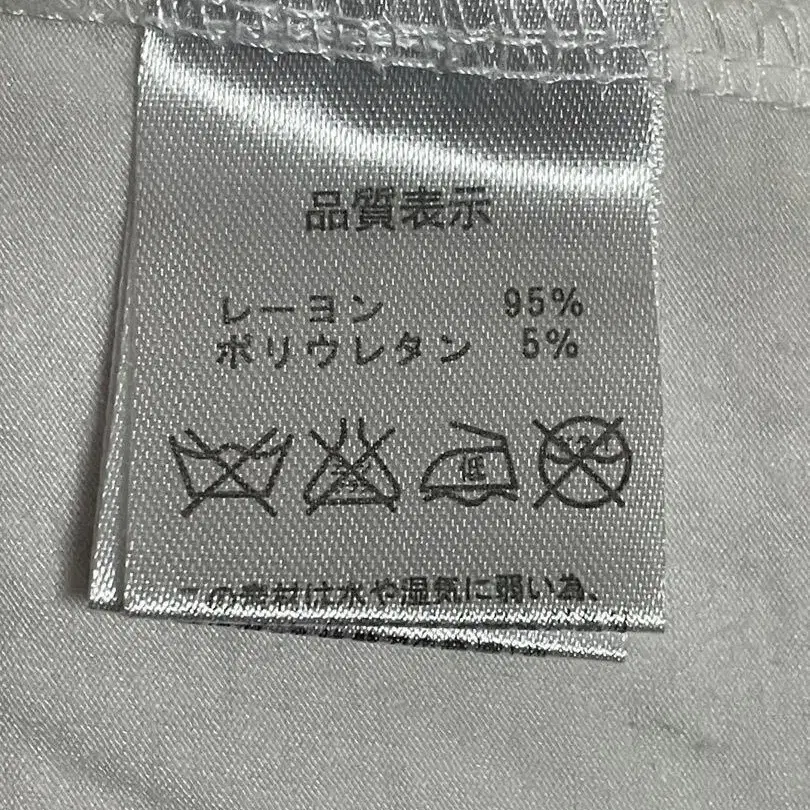 品質表示
レーヨン 95%
ポリウレタン 5%
低
この素材は水や湿気に弱い為、